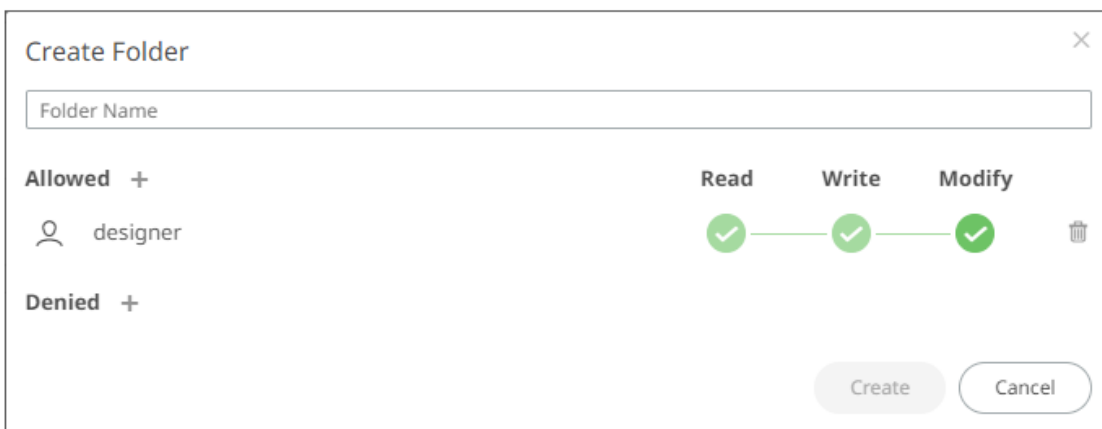 Create Folder
Folder Name
Allowed + Read Write Modify
designer
Denied +
Create Cancel